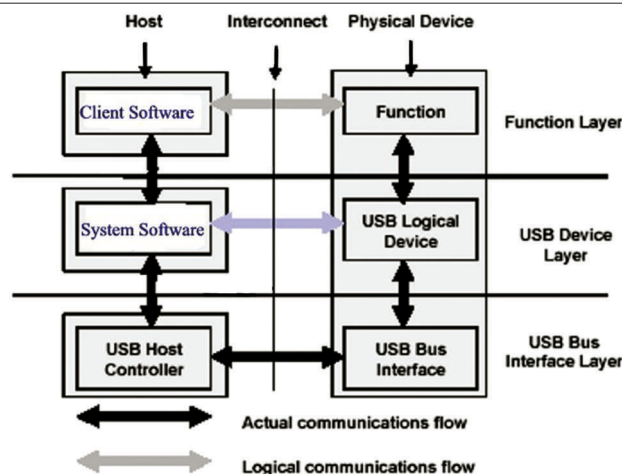 Host
Interconnect
Physical Device
Client Software
Function
Function Layer
System Software
USB Logical
Device
USB Device
Layer
USB Host
Controller
USB Bus
Interface
USB Bus
Interface Layer
Actual communications flow
Logical communications flow